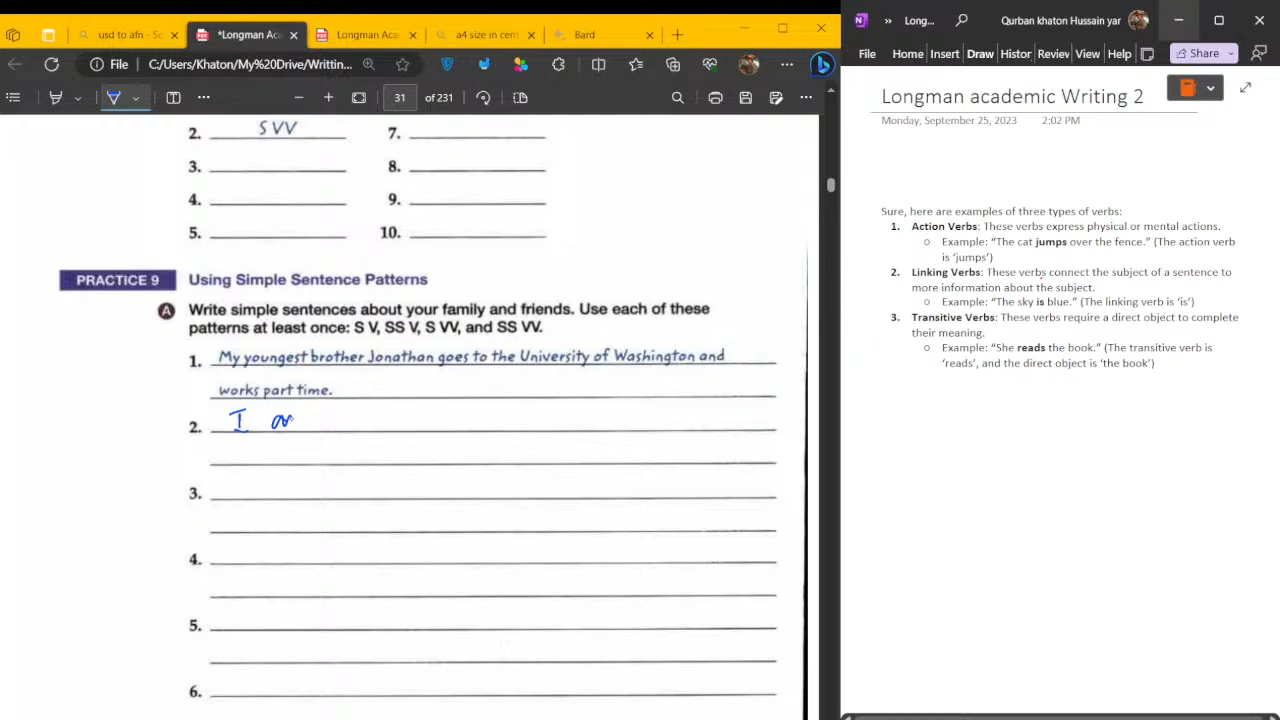 usd to afn - Sc
*Longman Aca
Longman Aca
a4 size in cent
Bard
File
C:/Users/Khaton/My%20Drive/Writtin...
31
of 231
2. S VV
7.
3.
8.
4.
9.
5.
10.
PRACTICE 9 Using Simple Sentence Patterns
A Write simple sentences about your family and friends. Use each of these
patterns at least once: S V, SS V, S VV, and SS VV.
1. My youngest brother Jonathan goes to the University of Washington and
works part time.
2. I
3.
4.
5.
6.
Long...
Qurban khaton Hussain yar
File Home Insert Draw Histor Review View Help
Share
Longman academic Writing 2
Monday, September 25, 2023 2:02 PM
Sure, here are examples of three types of verbs:
1. Action Verbs: These verbs express physical or mental actions.
o Example: “The cat jumps over the fence.” (The action verb
is ‘jumps’)
2. Linking Verbs: These verbs connect the subject of a sentence to
more information about the subject.
o Example: “The sky is blue.” (The linking verb is ‘is’)
3. Transitive Verbs: These verbs require a direct object to complete
their meaning.
o Example: “She reads the book.” (The transitive verb is
‘reads’, and the direct object is ‘the book’)